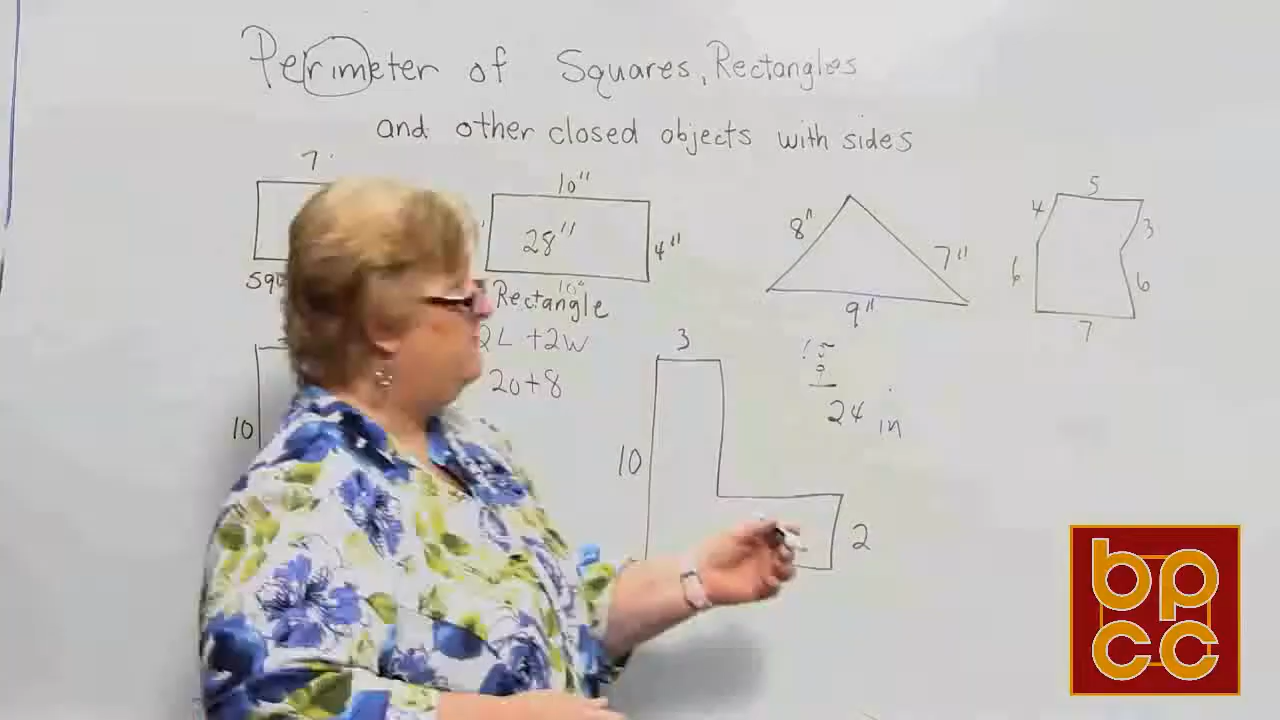 Perimeter of Squares, Rectangles
and other closed objects with sides
7
10"
28"
4"
Rectangle
2L + 2W
20 + 8
8"
7"
9"
5
4
3
6
6
7
10
3
10
2
9
24 in
bp
cc